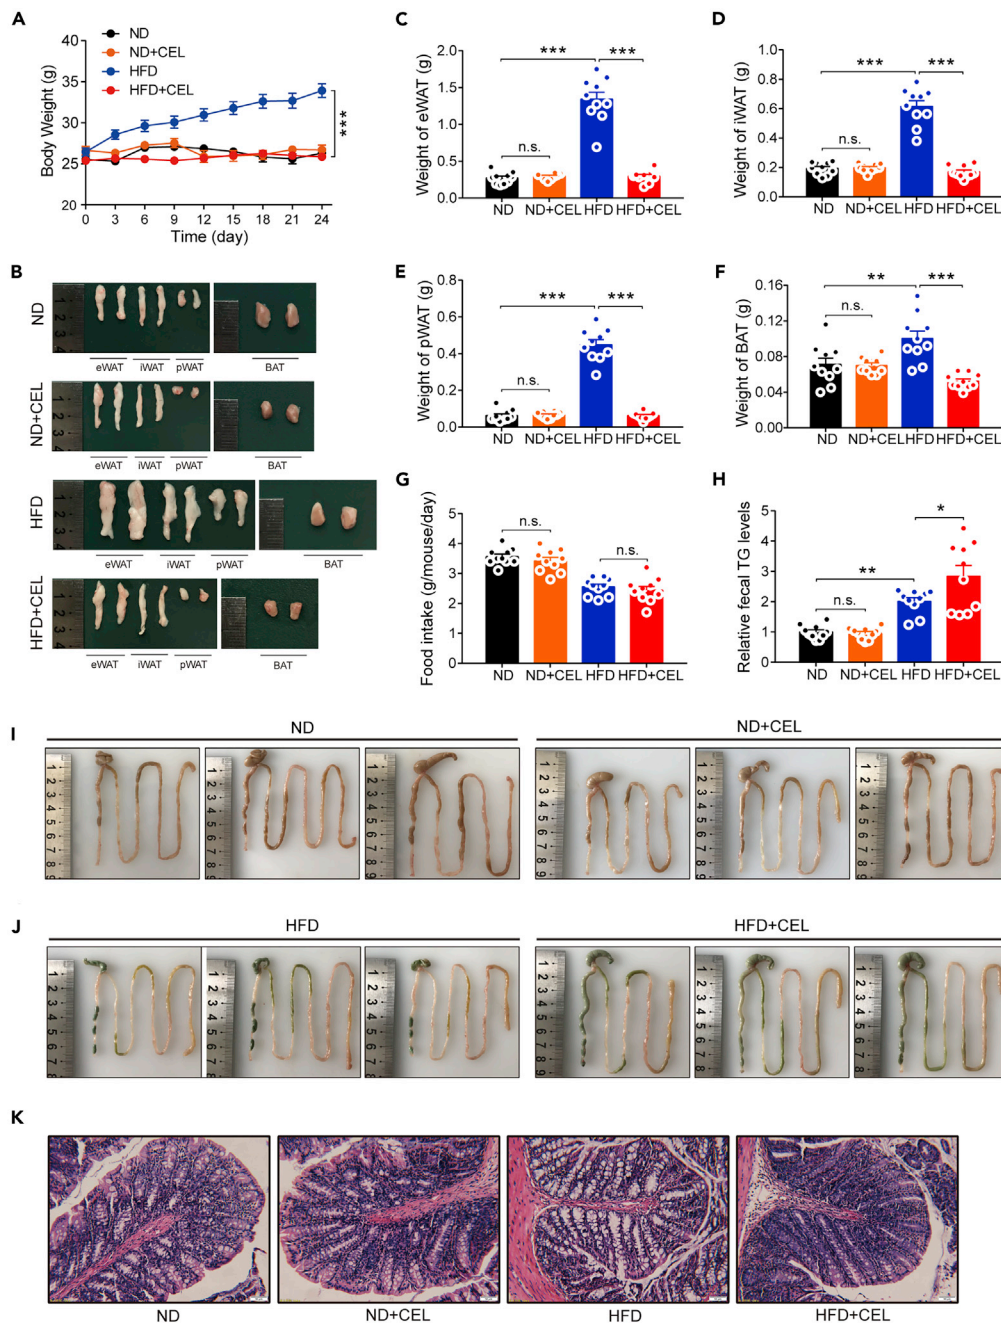 A
ND
ND+CEL
HFD
HFD+CEL
Body Weight (g)
40
35
30
25
20
0 3 6 9 12 15 18 21 24
Time (day)
***
B
ND
eWAT iWAT pWAT BAT
ND+CEL
eWAT iWAT pWAT BAT
HFD
eWAT iWAT pWAT BAT
HFD+CEL
eWAT iWAT pWAT BAT
C
Weight of eWAT (g)
2.0
1.5
1.0
0.5
0.0
*** ***
n.s.
ND ND+CEL HFD HFD+CEL
D
Weight of iWAT (g)
1.0
0.8
0.6
0.4
0.2
0.0
*** ***
n.s.
ND ND+CEL HFD HFD+CEL
E
Weight of pWAT (g)
0.8
0.6
0.4
0.2
0.0
*** ***
n.s.
ND ND+CEL HFD HFD+CEL
F
Weight of BAT (g)
0.16
0.12
0.08
0.04
0.00
** ***
n.s.
ND ND+CEL HFD HFD+CEL
G
Food intake (g/mouse/day)
5
4
3
2
1
0
n.s. n.s.
ND ND+CEL HFD HFD+CEL
H
Relative fecal TG levels
5
4
3
2
1
0
*
**
n.s.
ND ND+CEL HFD HFD+CEL
I
ND ND+CEL
J
HFD HFD+CEL
K
ND ND+CEL HFD HFD+CEL